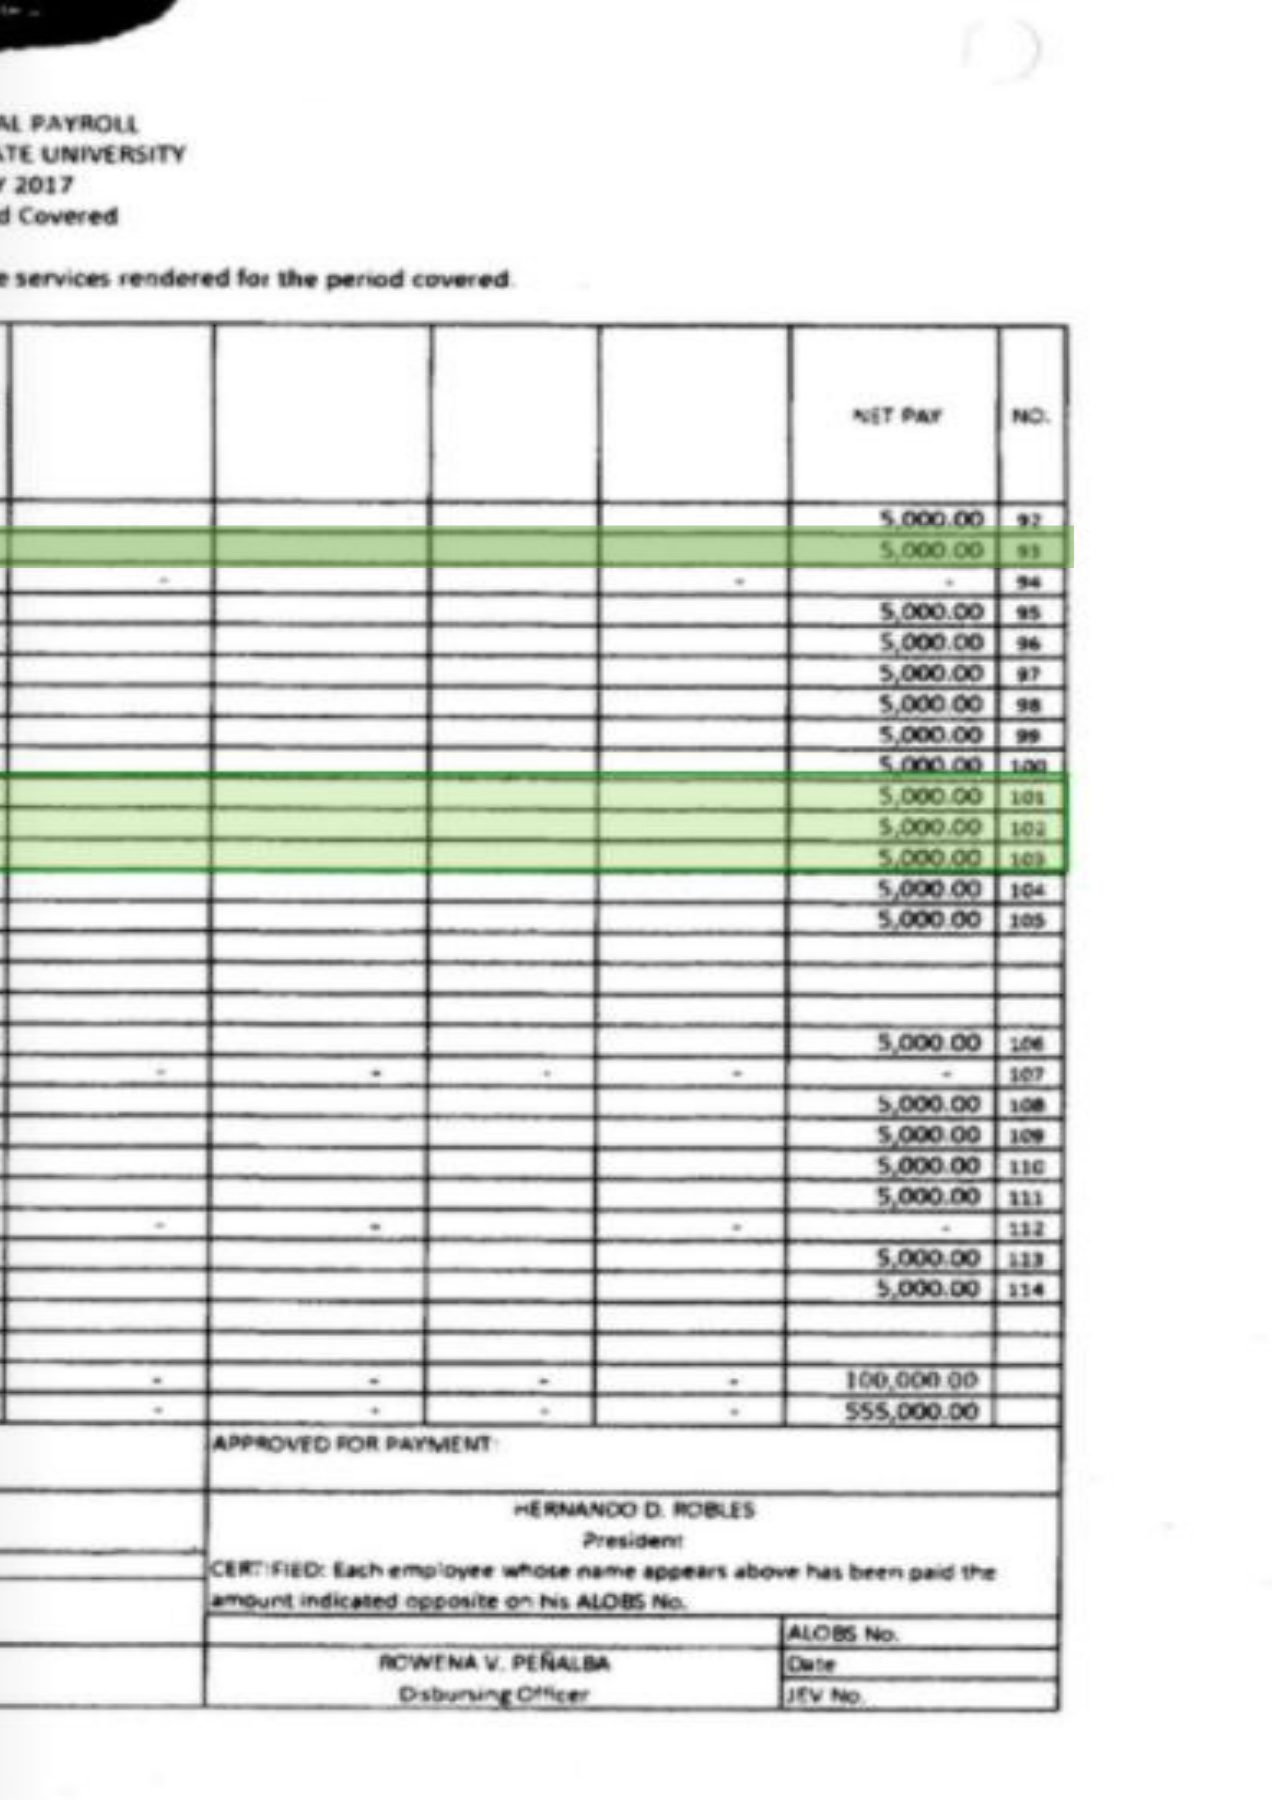 AL PAYROLL
ATE UNIVERSITY
Y 2017
d Covered
e services rendered for the period covered.
NET PAY NO.
5,000.00 92
5,000.00 93
- - - 94
5,000.00 95
5,000.00 96
5,000.00 97
5,000.00 98
5,000.00 99
5,000.00 100
5,000.00 101
5,000.00 102
5,000.00 103
5,000.00 104
5,000.00 105
5,000.00 106
- - - - - 107
5,000.00 108
5,000.00 109
5,000.00 110
5,000.00 111
- - - - 112
5,000.00 113
5,000.00 114
- - - - 100,000.00
- - - - 555,000.00
APPROVED FOR PAYMENT:
HERNANDO D. ROBLES
President
CERTIFIED: Each employee whose name appears above has been paid the
amount indicated opposite on his ALOBS No.
ALOBS No.
ROWENA V. PEÑALBA Date
Disbursing Officer JEV No.